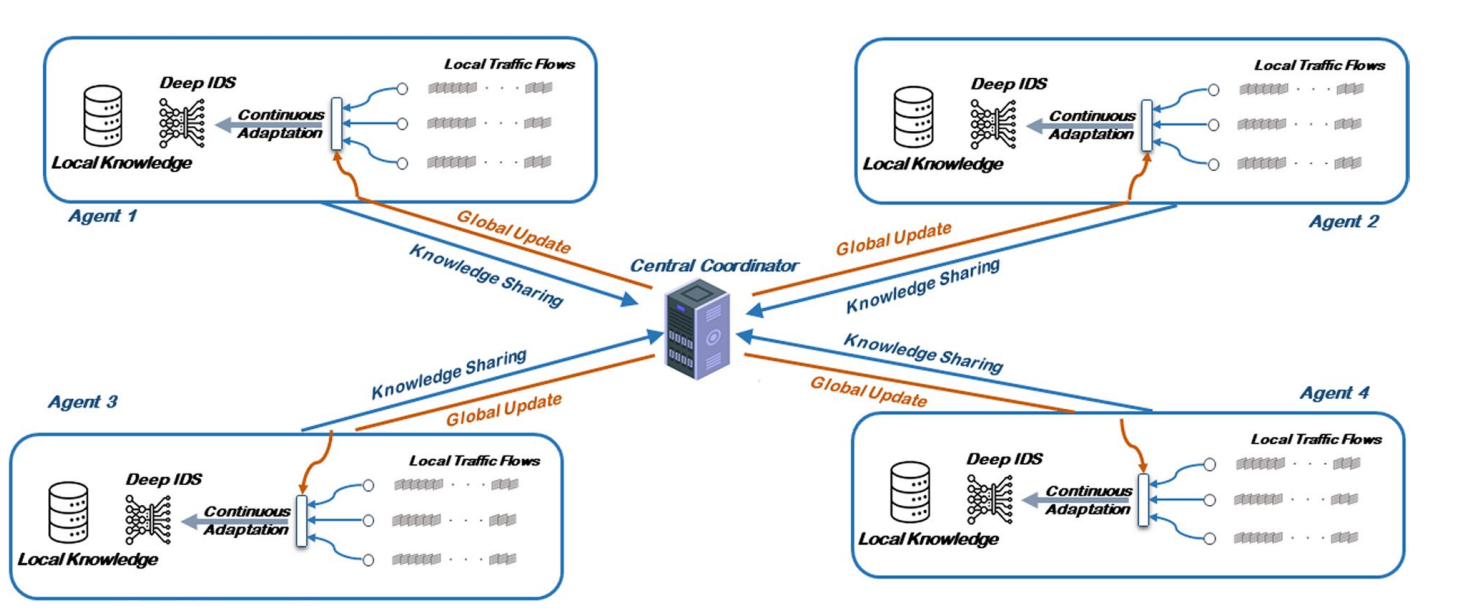 Local Traffic Flows
Deep IDS
Continuous
Adaptation
Local Knowledge
Agent 1
Local Traffic Flows
Deep IDS
Continuous
Adaptation
Local Knowledge
Agent 2
Global Update
Knowledge Sharing
Global Update
Knowledge Sharing
Central Coordinator
Knowledge Sharing
Global Update
Knowledge Sharing
Global Update
Agent 3
Local Traffic Flows
Deep IDS
Continuous
Adaptation
Local Knowledge
Agent 4
Local Traffic Flows
Deep IDS
Continuous
Adaptation
Local Knowledge